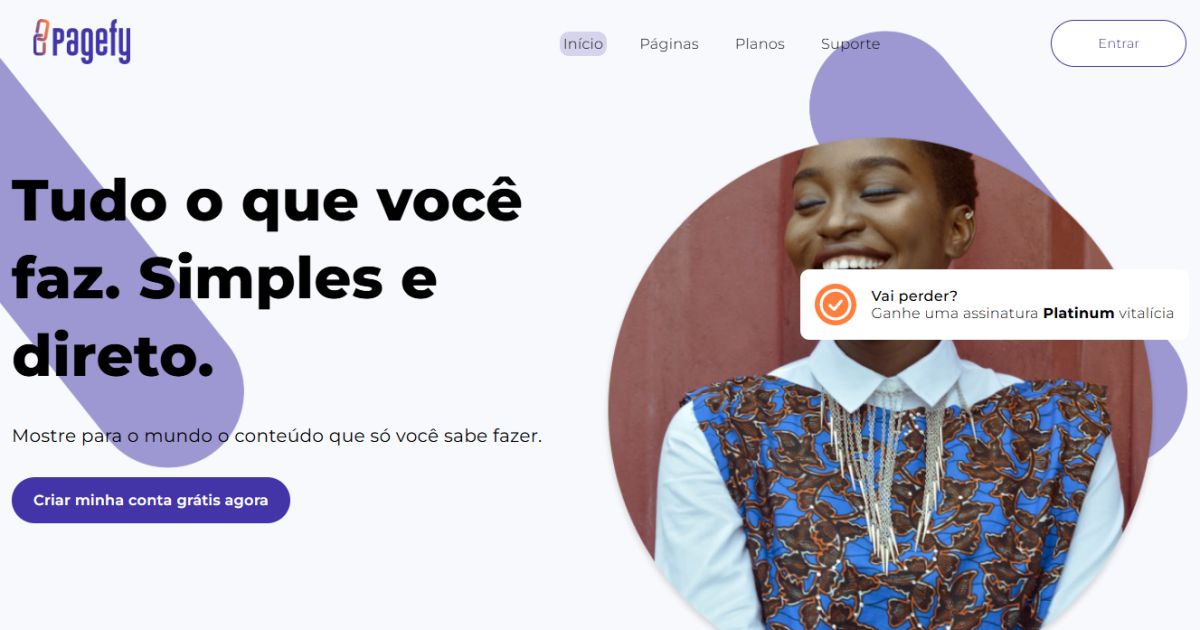 Pagefy
Início
Páginas
Planos
Suporte
Entrar
Tudo o que você
faz. Simples e
direto.
Mostre para o mundo o conteúdo que só você sabe fazer.
Criar minha conta grátis agora
Vai perder?
Ganhe uma assinatura Platinum vitalícia